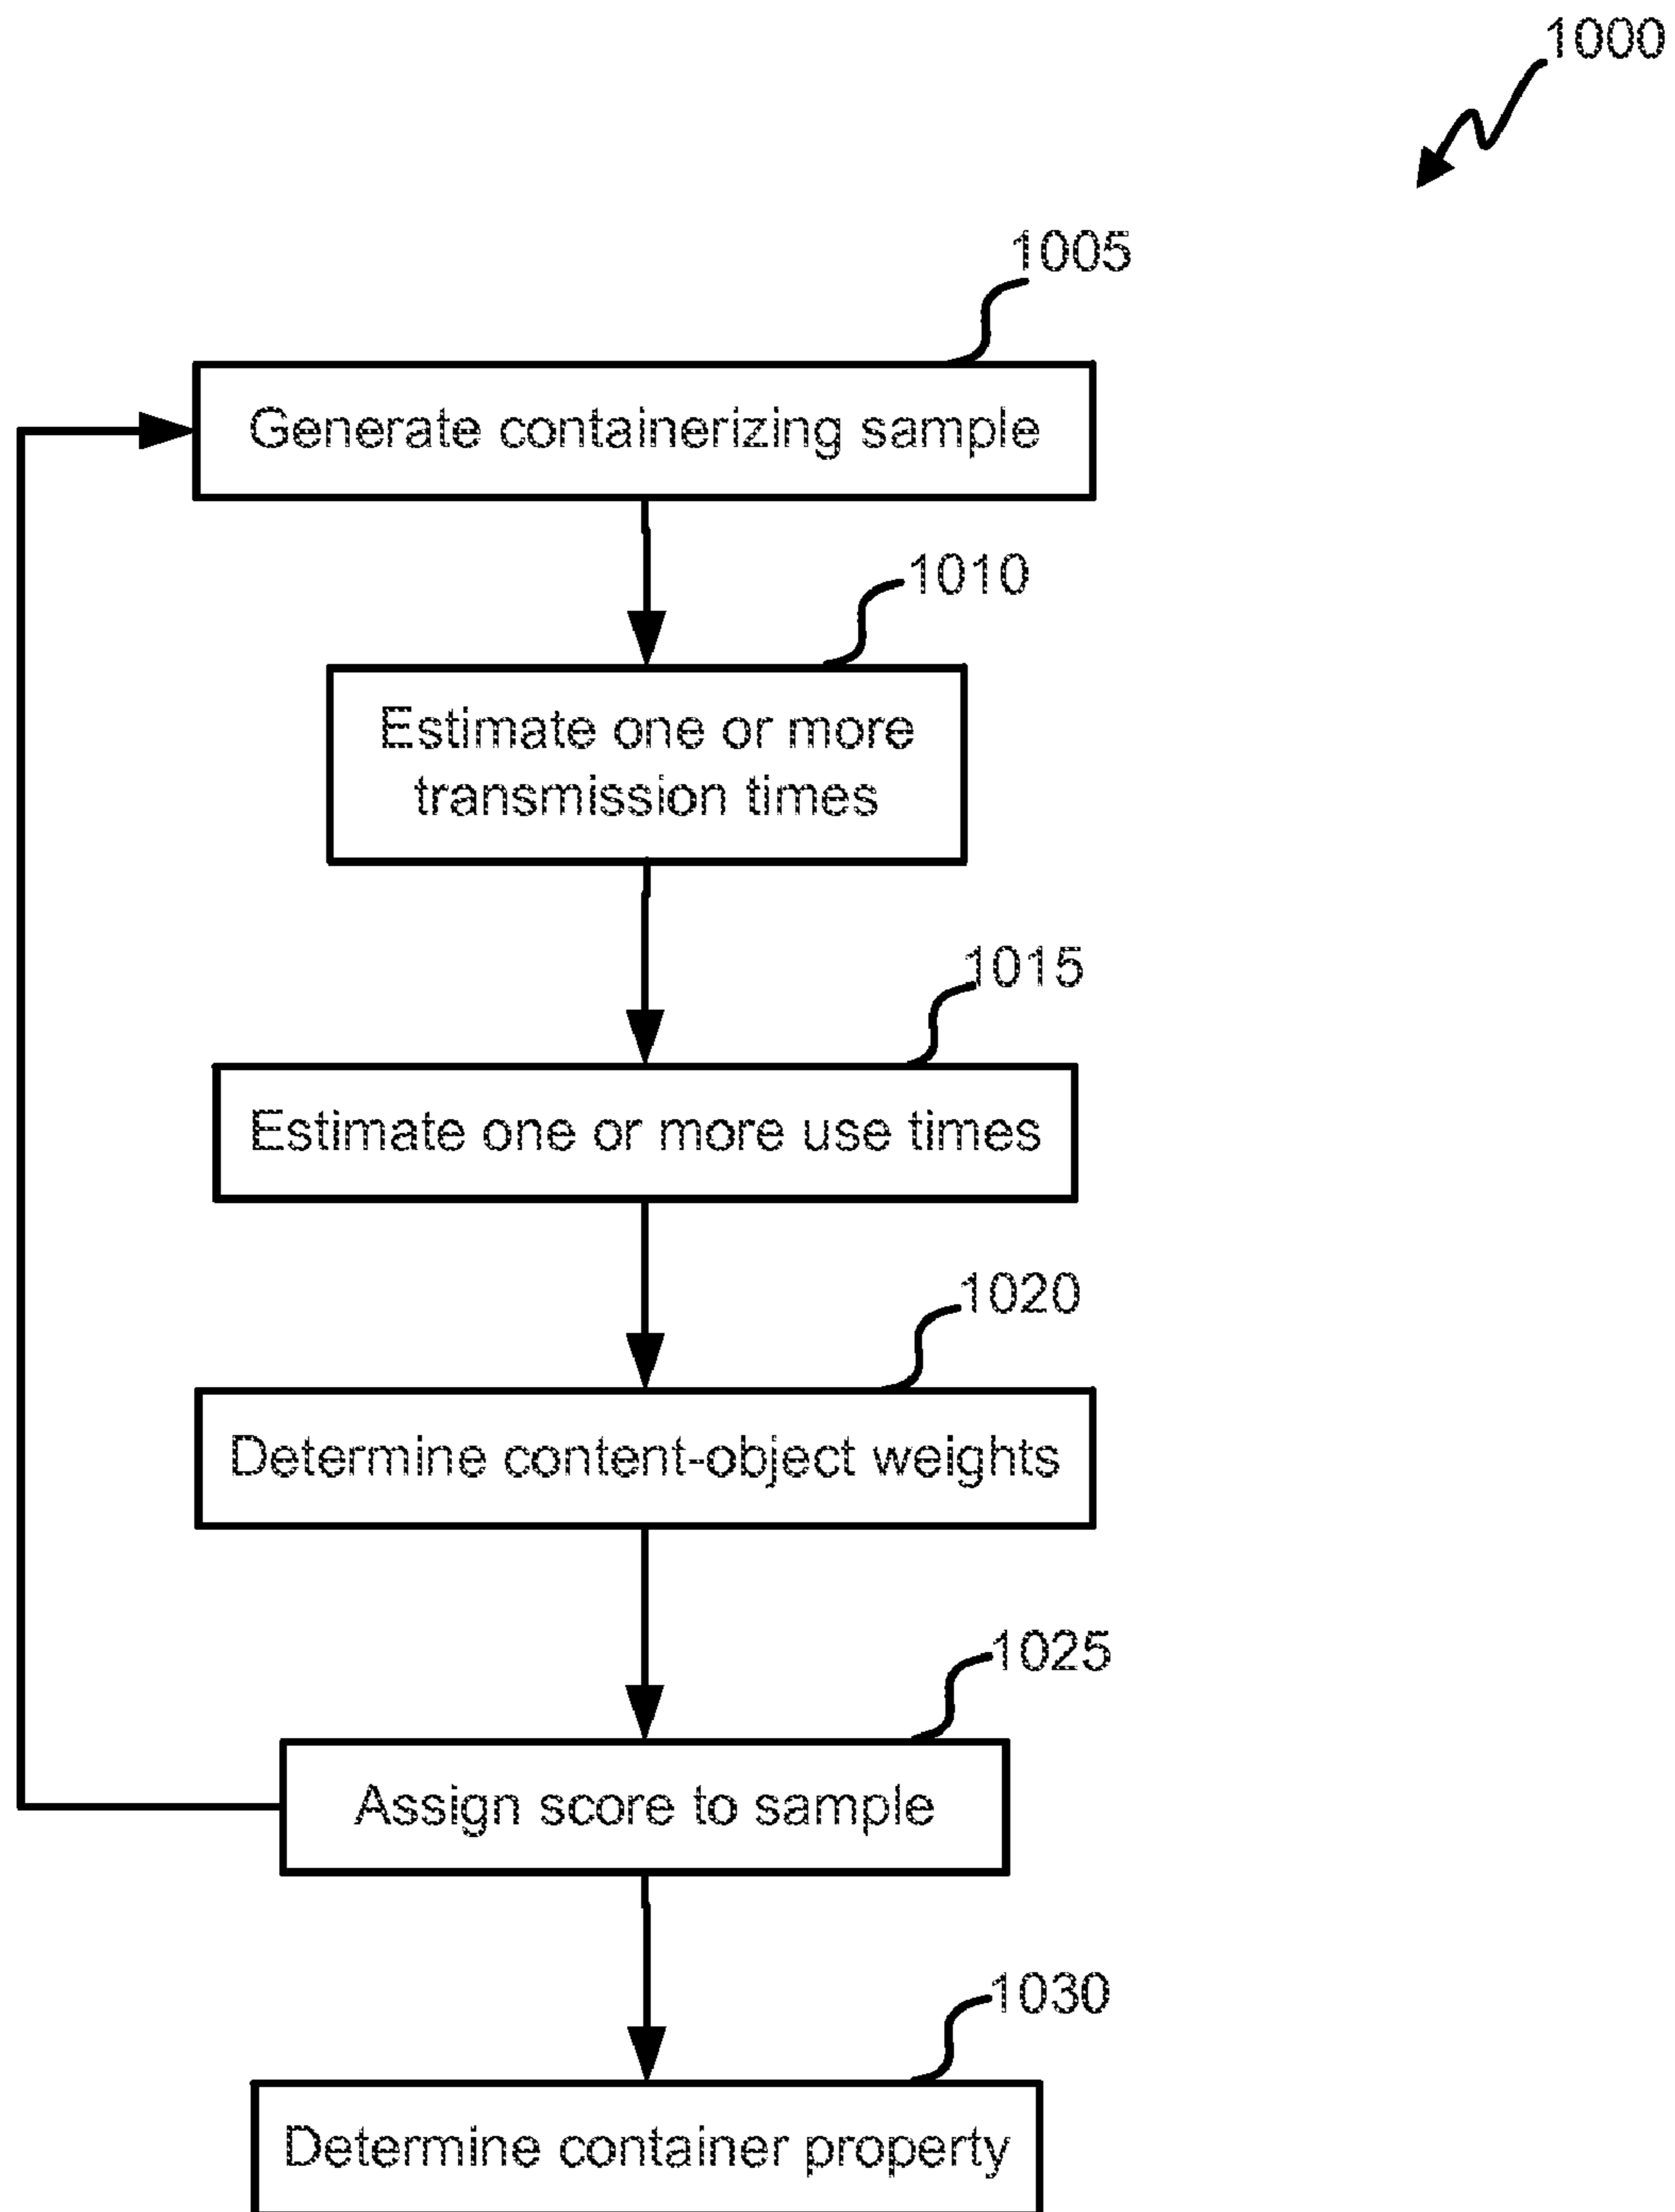 1000
1005
Generate containerizing sample
1010
Estimate one or more
transmission times
1015
Estimate one or more use times
1020
Determine content-object weights
1025
Assign score to sample
1030
Determine container property